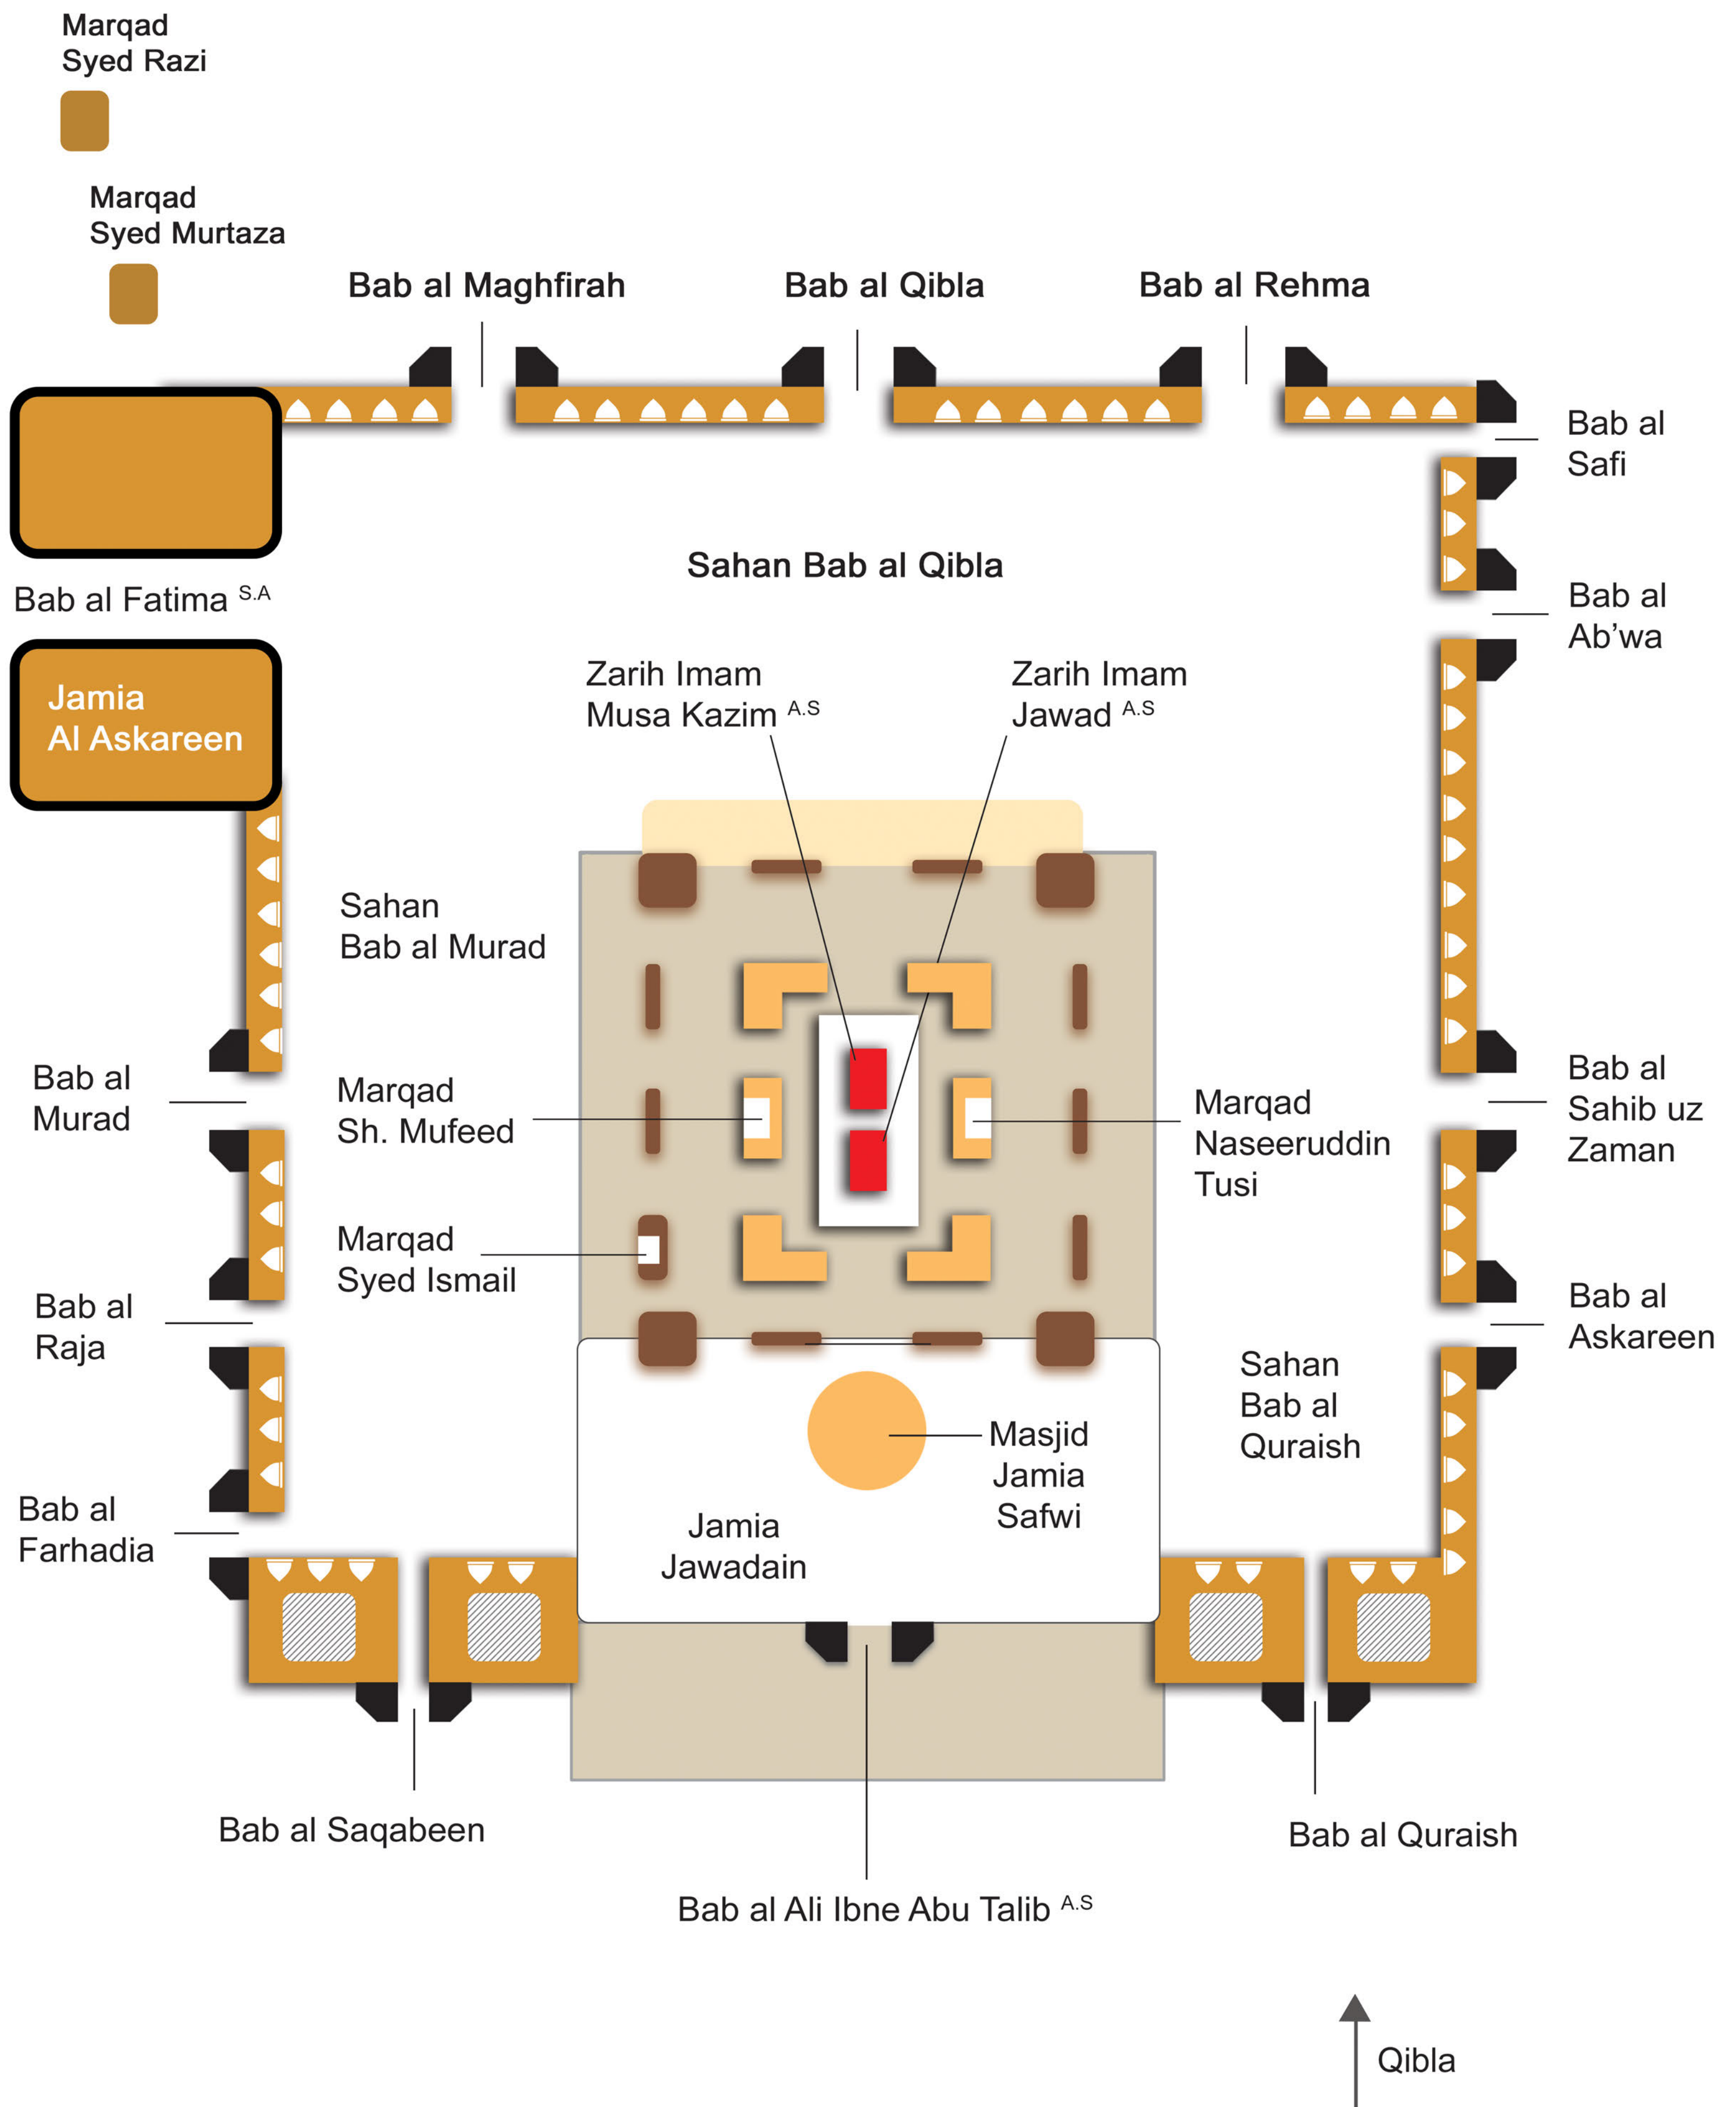 Marqad
Syed Razi
Marqad
Syed Murtaza
Bab al Maghfirah
Bab al Qibla
Bab al Rehma
Bab al
Safi
Sahan Bab al Qibla
Bab al Fatima S.A
Bab al
Ab’wa
Jamia
Al Askareen
Zarih Imam
Musa Kazim A.S
Zarih Imam
Jawad A.S
Sahan
Bab al Murad
Bab al
Murad
Marqad
Sh. Mufeed
Marqad
Naseeruddin
Tusi
Bab al
Sahib uz
Zaman
Marqad
Syed Ismail
Bab al
Raja
Bab al
Askareen
Sahan
Bab al
Quraish
Masjid
Jamia
Safwi
Jamia
Jawadain
Bab al
Farhadia
Bab al Saqabeen
Bab al Quraish
Bab al Ali Ibne Abu Talib A.S
Qibla